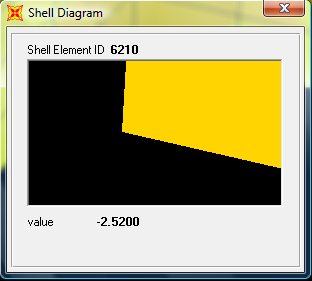 Shell Diagram
Shell Element ID 6210
value -2.5200